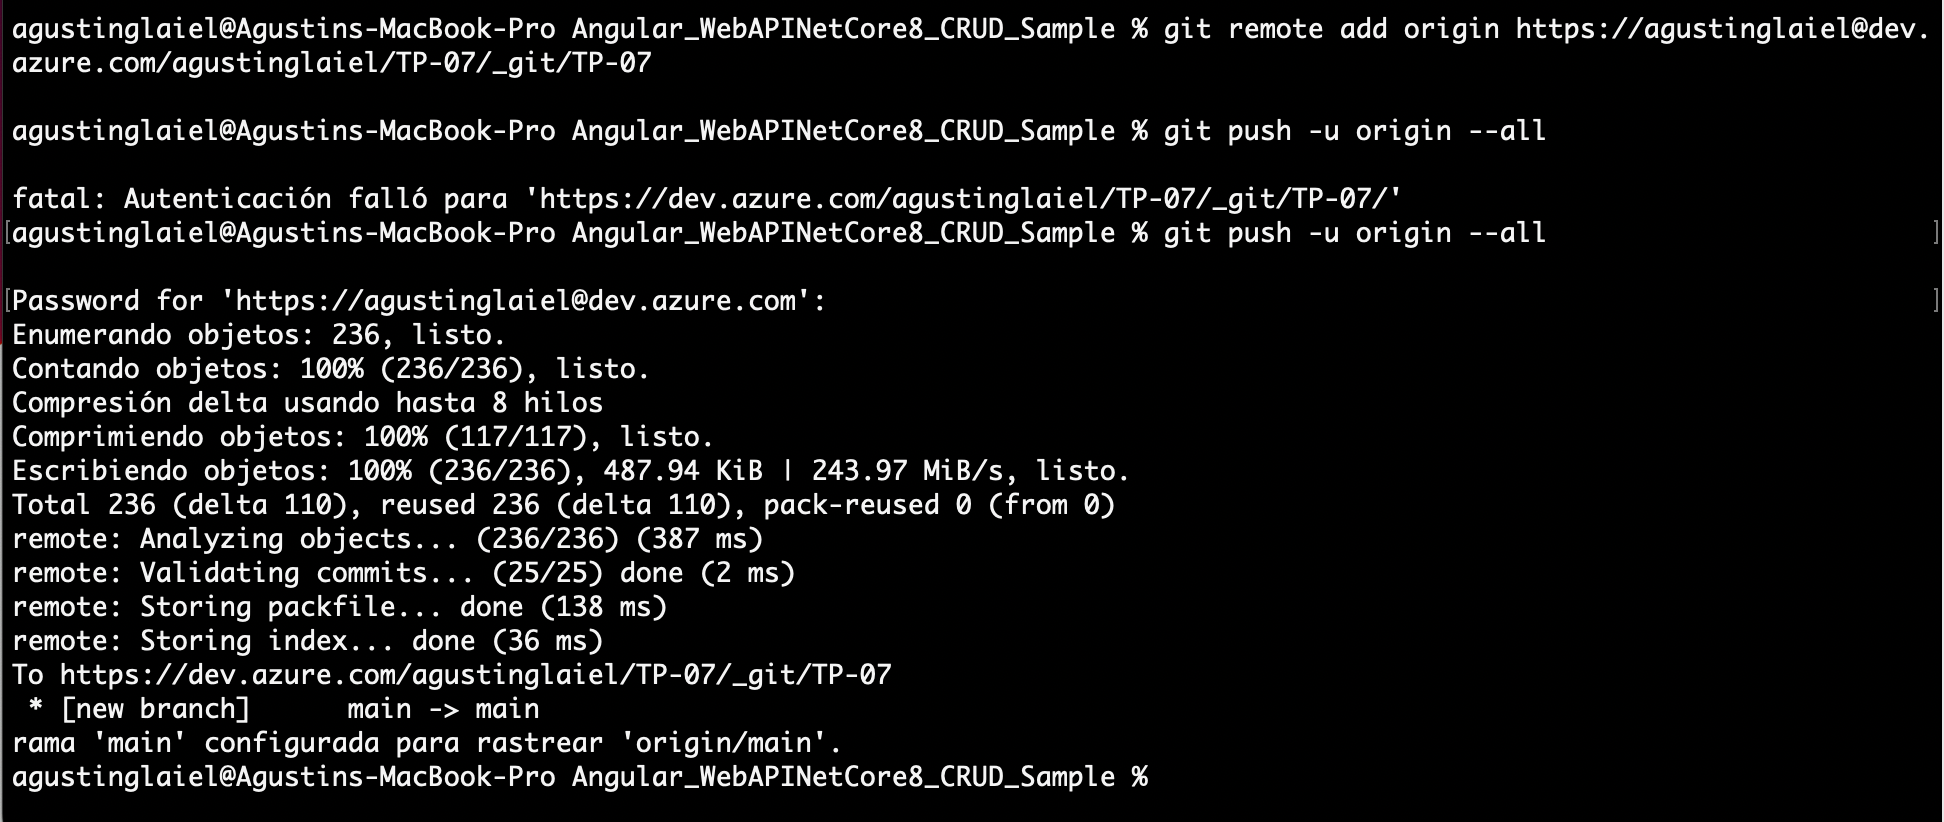 agustinglaiel@Agustins-MacBook-Pro Angular_WebAPINetCore8_CRUD_Sample % git remote add origin https://agustinglaiel@dev.
azure.com/agustinglaiel/TP-07/_git/TP-07
agustinglaiel@Agustins-MacBook-Pro Angular_WebAPINetCore8_CRUD_Sample % git push -u origin --all
fatal: Autenticación falló para 'https://dev.azure.com/agustinglaiel/TP-07/_git/TP-07/'
[agustinglaiel@Agustins-MacBook-Pro Angular_WebAPINetCore8_CRUD_Sample % git push -u origin --all ]
[Password for 'https://agustinglaiel@dev.azure.com': ]
Enumerando objetos: 236, listo.
Contando objetos: 100% (236/236), listo.
Compresión delta usando hasta 8 hilos
Comprimiendo objetos: 100% (117/117), listo.
Escribiendo objetos: 100% (236/236), 487.94 KiB | 243.97 MiB/s, listo.
Total 236 (delta 110), reused 236 (delta 110), pack-reused 0 (from 0)
remote: Analyzing objects... (236/236) (387 ms)
remote: Validating commits... (25/25) done (2 ms)
remote: Storing packfile... done (138 ms)
remote: Storing index... done (36 ms)
To https://dev.azure.com/agustinglaiel/TP-07/_git/TP-07
 * [new branch]      main -> main
rama 'main' configurada para rastrear 'origin/main'.
agustinglaiel@Agustins-MacBook-Pro Angular_WebAPINetCore8_CRUD_Sample %